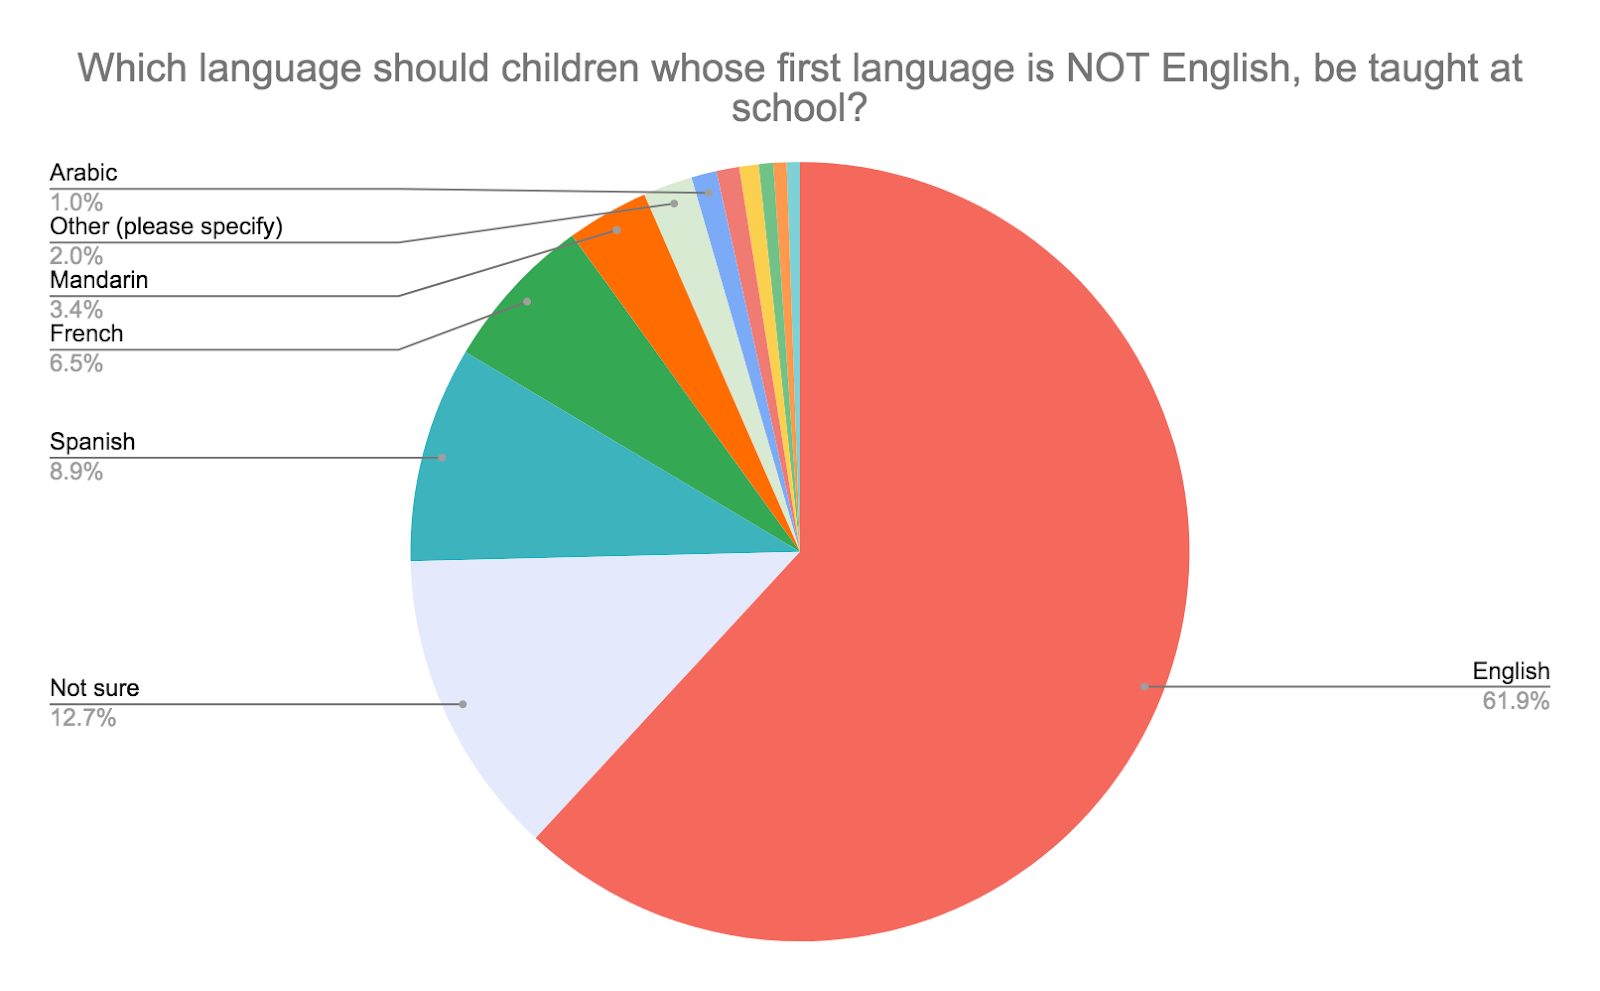 Which language should children whose first language is NOT English, be taught at
school?
Arabic
1.0%
Other (please specify)
2.0%
Mandarin
3.4%
French
6.5%
Spanish
8.9%
Not sure
12.7%
English
61.9%